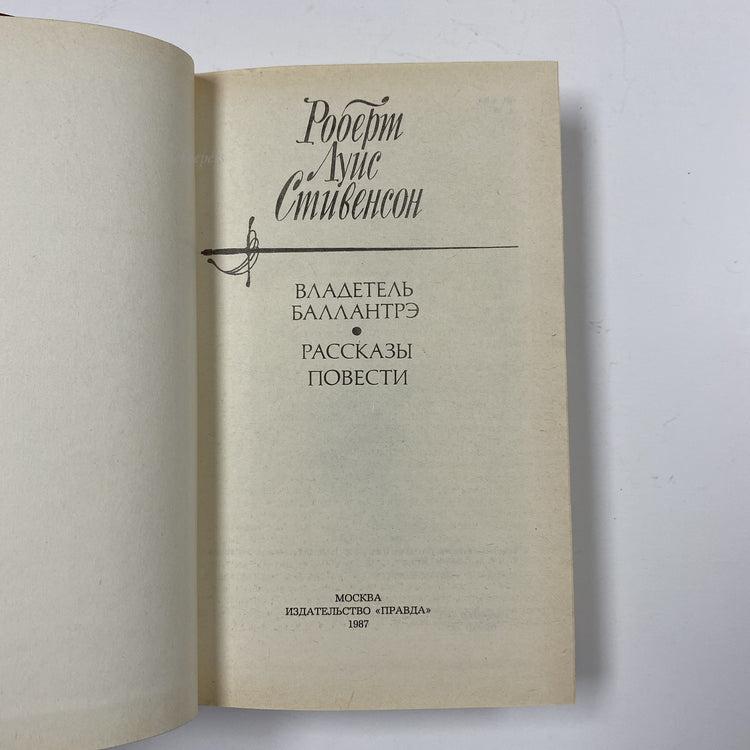 Роберт
Луис
Стивенсон
ВЛАДЕТЕЛЬ
БАЛЛАНТРЭ
•
РАССКАЗЫ
ПОВЕСТИ
МОСКВА
ИЗДАТЕЛЬСТВО «ПРАВДА»
1987